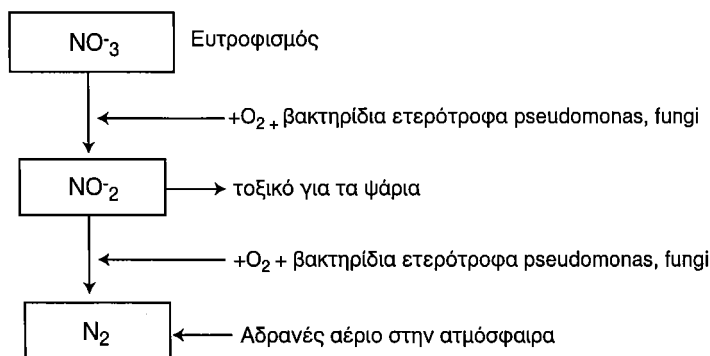 NO⁻₃ Ευτροφισμός
+O₂ + βακτηρίδια ετερότροφα pseudomonas, fungi
NO⁻₂ τοξικό για τα ψάρια
+O₂ + βακτηρίδια ετερότροφα pseudomonas, fungi
N₂ Αδρανές αέριο στην ατμόσφαιρα